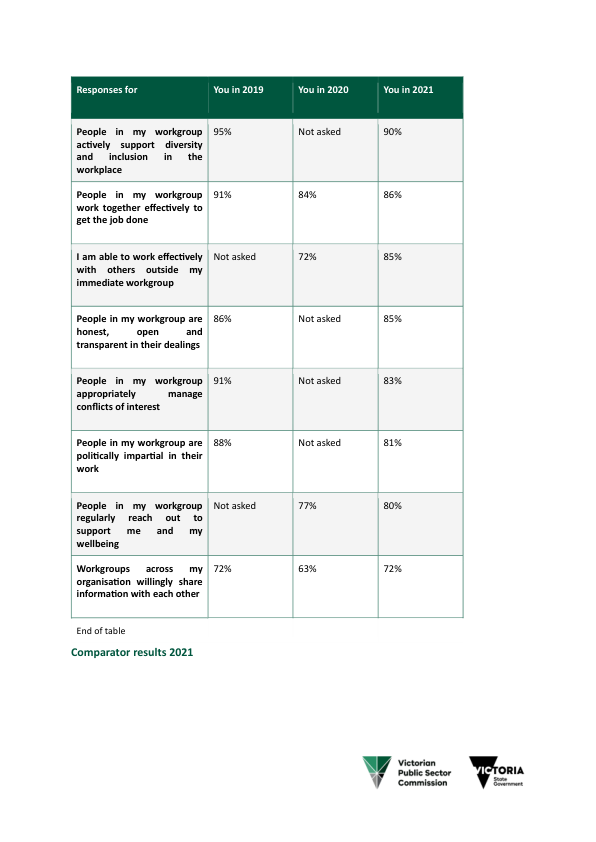 Responses for You in 2019 You in 2020 You in 2021
People in my workgroup 95% Not asked 90%
actively support diversity
and inclusion in the
workplace
People in my workgroup 91% 84% 86%
work together effectively to
get the job done
I am able to work effectively Not asked 72% 85%
with others outside my
immediate workgroup
People in my workgroup are 86% Not asked 85%
honest, open and
transparent in their dealings
People in my workgroup 91% Not asked 83%
appropriately manage
conflicts of interest
People in my workgroup are 88% Not asked 81%
politically impartial in their
work
People in my workgroup Not asked 77% 80%
regularly reach out to
support me and my
wellbeing
Workgroups across my 72% 63% 72%
organisation willingly share
information with each other
End of table
Comparator results 2021
Victorian
Public Sector
Commission
VICTORIA
State
Government